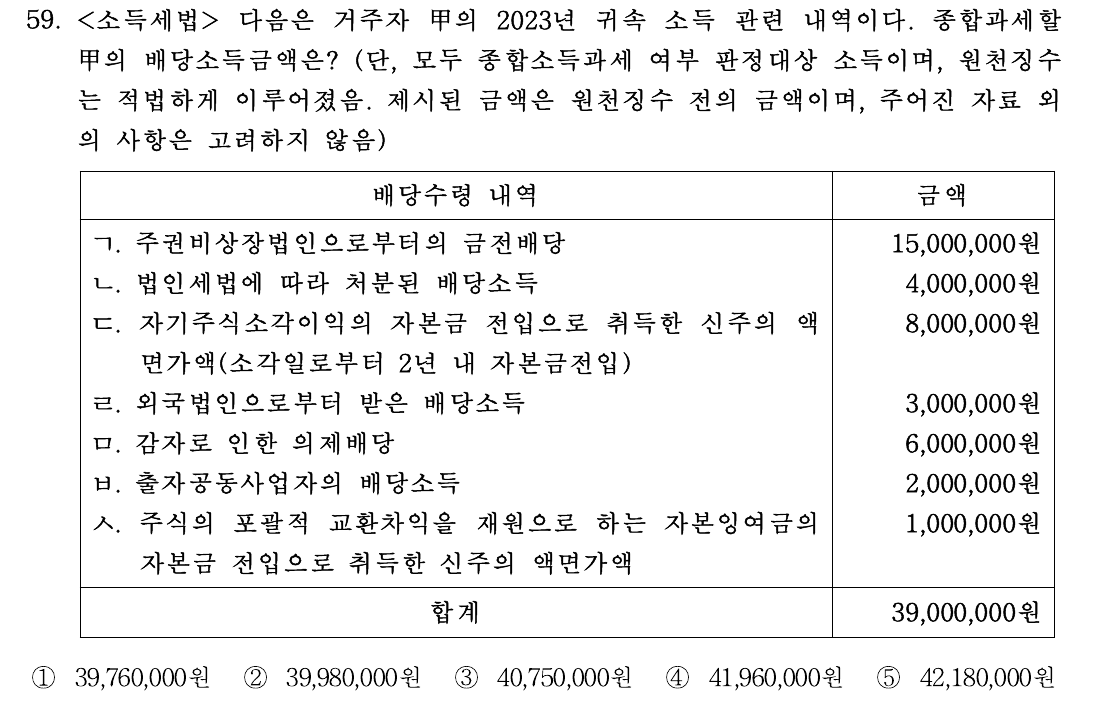 59. <소득세법> 다음은 거주자 甲의 2023년 귀속 소득 관련 내역이다. 종합과세할
甲의 배당소득금액은? (단, 모두 종합소득과세 여부 판정대상 소득이며, 원천징수
는 적법하게 이루어졌음. 제시된 금액은 원천징수 전의 금액이며, 주어진 자료 외
의 사항은 고려하지 않음)
배당수령 내역 금액
ㄱ. 주권비상장법인으로부터의 금전배당 15,000,000원
ㄴ. 법인세법에 따라 처분된 배당소득 4,000,000원
ㄷ. 자기주식소각이익의 자본금 전입으로 취득한 신주의 액 8,000,000원
면가액(소각일로부터 2년 내 자본금전입)
ㄹ. 외국법인으로부터 받은 배당소득 3,000,000원
ㅁ. 감자로 인한 의제배당 6,000,000원
ㅂ. 출자공동사업자의 배당소득 2,000,000원
ㅅ. 주식의 포괄적 교환차익을 재원으로 하는 자본잉여금의 1,000,000원
자본금 전입으로 취득한 신주의 액면가액
합계 39,000,000원
① 39,760,000원 ② 39,980,000원 ③ 40,750,000원 ④ 41,960,000원 ⑤ 42,180,000원